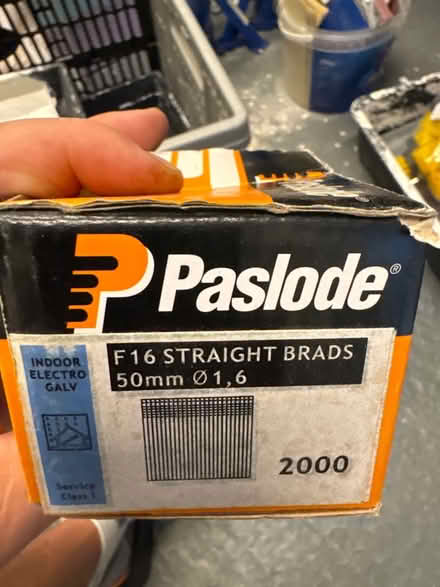 Paslode®
INDOOR
ELECTRO
GALV
F16 STRAIGHT BRADS
50mm Ø1,6
2000
Service
Class 1